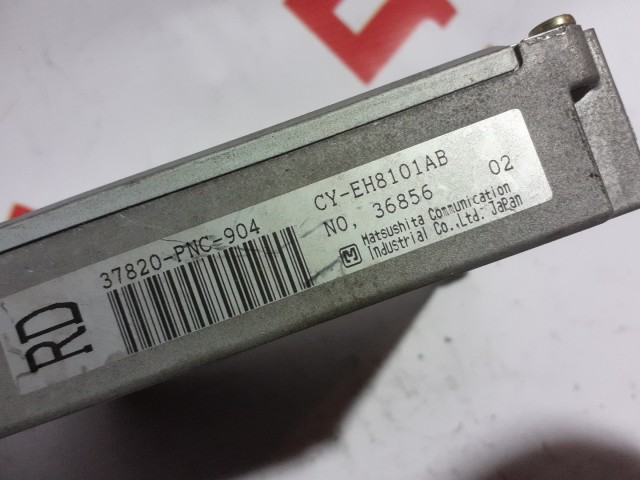 RD
37820-PNC-904
CY-EH8101AB 02
NO, 36856
M Matsushita Communication
Industrial Co.,Ltd. JaPan